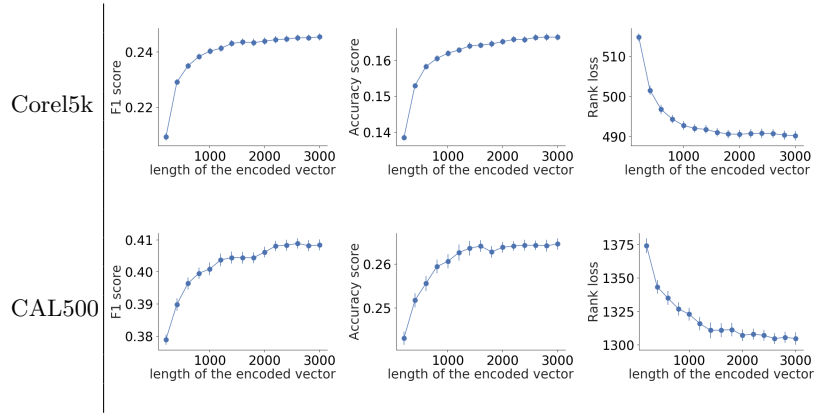 Corel5k
F1 score
0.24
0.22
1000 2000 3000
length of the encoded vector
Accuracy score
0.16
0.15
0.14
1000 2000 3000
length of the encoded vector
Rank loss
510
500
490
1000 2000 3000
length of the encoded vector
CAL500
F1 score
0.41
0.40
0.39
0.38
1000 2000 3000
length of the encoded vector
Accuracy score
0.26
0.25
1000 2000 3000
length of the encoded vector
Rank loss
1375
1350
1325
1300
1000 2000 3000
length of the encoded vector